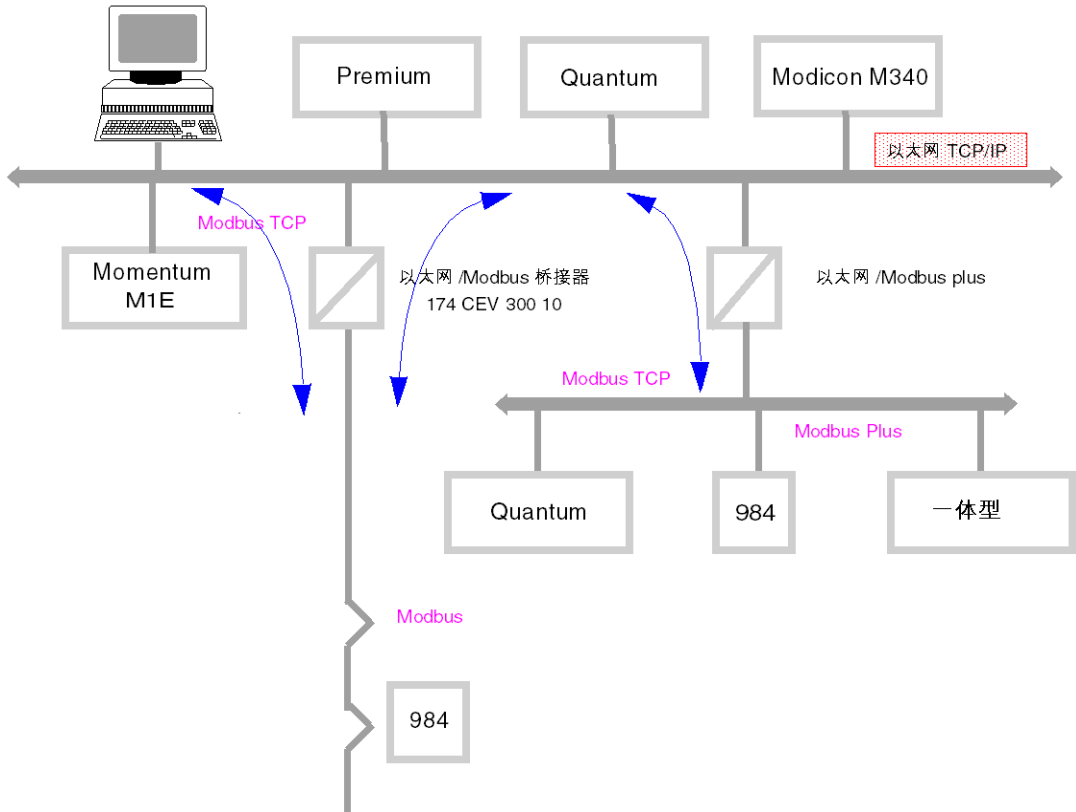 Premium
Quantum
Modicon M340
以太网 TCP/IP
Modbus TCP
Momentum
M1E
以太网 /Modbus 桥接器
174 CEV 300 10
以太网 /Modbus plus
Modbus TCP
Modbus Plus
Quantum
984
一体型
Modbus
984